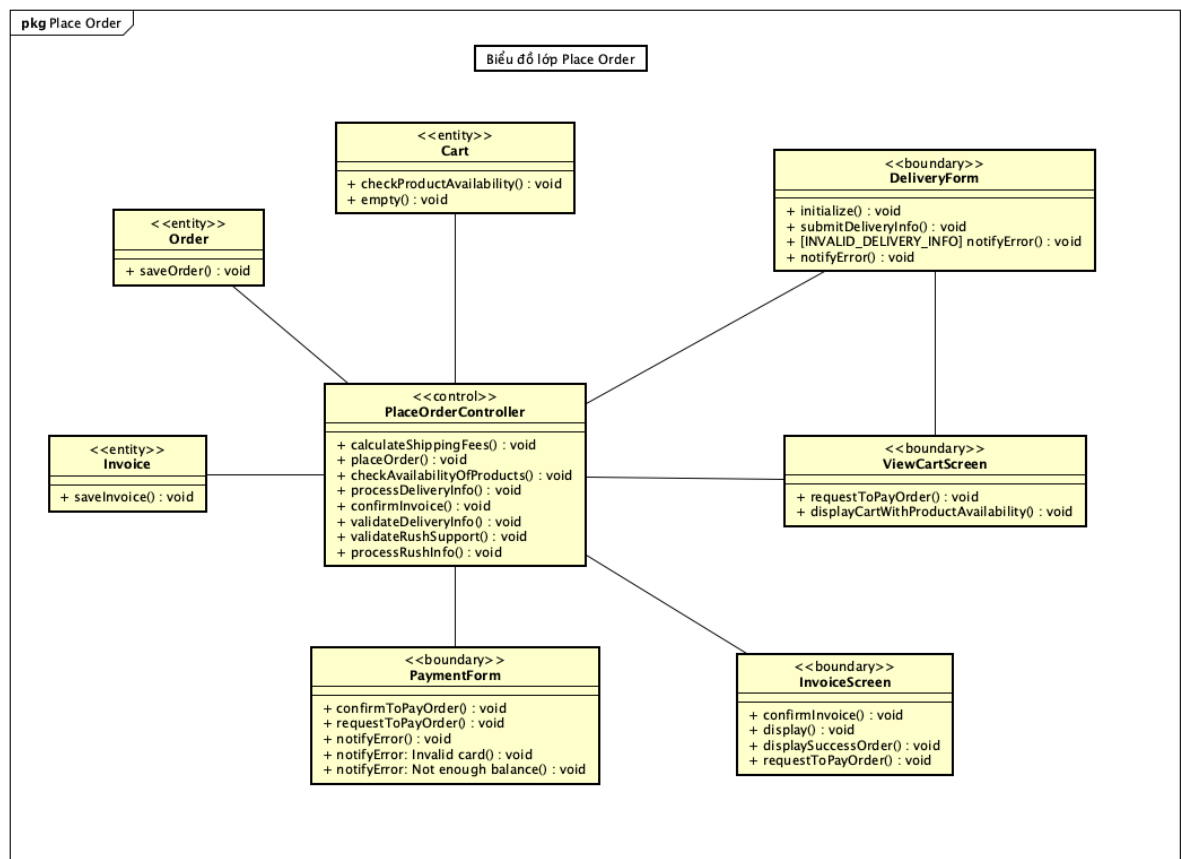 pkg Place Order
Biểu đồ lớp Place Order
<<entity>>
Cart
+ checkProductAvailability() : void
+ empty() : void
<<boundary>>
DeliveryForm
+ initialize() : void
+ submitDeliveryInfo() : void
+ [INVALID_DELIVERY_INFO] notifyError() : void
+ notifyError() : void
<<entity>>
Order
+ saveOrder() : void
<<control>>
PlaceOrderController
+ calculateShippingFees() : void
+ placeOrder() : void
+ checkAvailabilityOfProducts() : void
+ processDeliveryInfo() : void
+ confirmInvoice() : void
+ validateDeliveryInfo() : void
+ validateRushSupport() : void
+ processRushInfo() : void
<<entity>>
Invoice
+ saveInvoice() : void
<<boundary>>
ViewCartScreen
+ requestToPayOrder() : void
+ displayCartWithProductAvailability() : void
<<boundary>>
PaymentForm
+ confirmToPayOrder() : void
+ requestToPayOrder() : void
+ notifyError() : void
+ notifyError: Invalid card() : void
+ notifyError: Not enough balance() : void
<<boundary>>
InvoiceScreen
+ confirmInvoice() : void
+ display() : void
+ displaySuccessOrder() : void
+ requestToPayOrder() : void